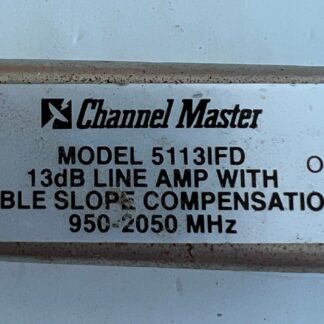 Channel Master
MODEL 5113IFD
13dB LINE AMP WITH
BLE SLOPE COMPENSATIO
950-2050 MHz
O